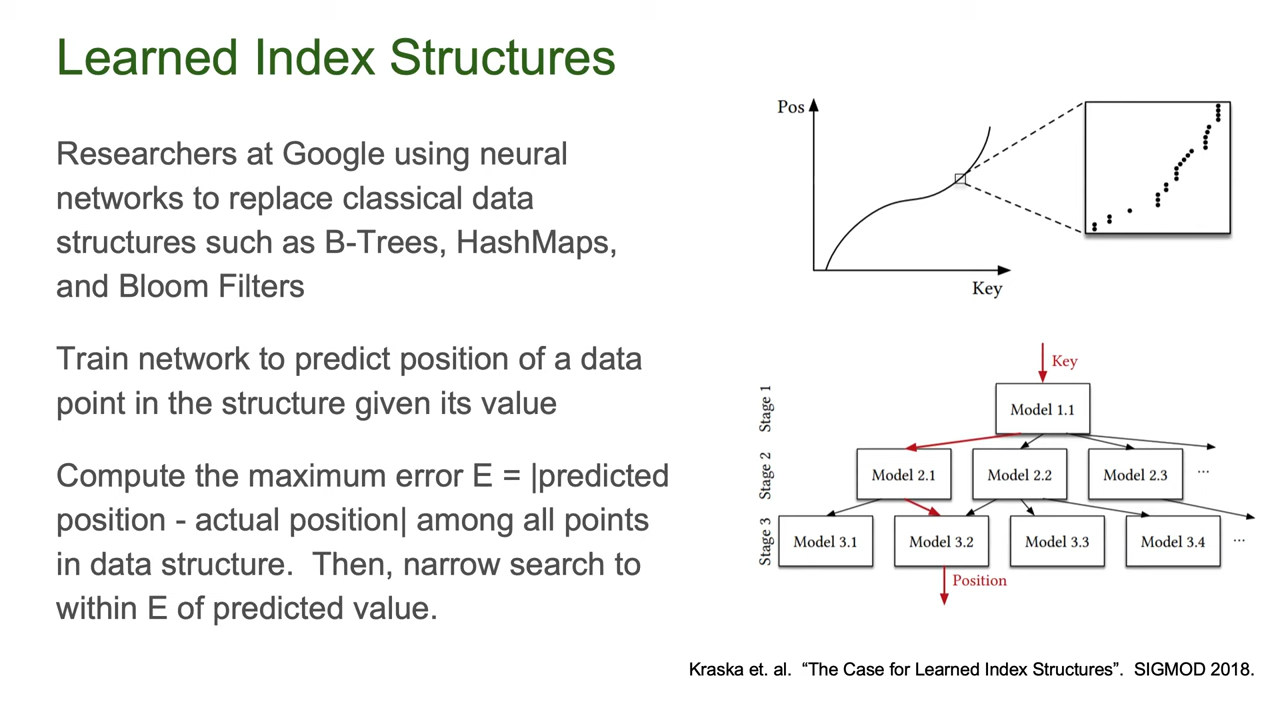 Learned Index Structures
Researchers at Google using neural
networks to replace classical data
structures such as B-Trees, HashMaps,
and Bloom Filters
Train network to predict position of a data
point in the structure given its value
Compute the maximum error E = |predicted
position - actual position| among all points
in data structure.  Then, narrow search to
within E of predicted value.
Pos
Key
Key
Stage 1
Model 1.1
Stage 2
Model 2.1
Model 2.2
Model 2.3
...
Stage 3
Model 3.1
Model 3.2
Model 3.3
Model 3.4
...
Position
Kraska et. al.  “The Case for Learned Index Structures”.  SIGMOD 2018.